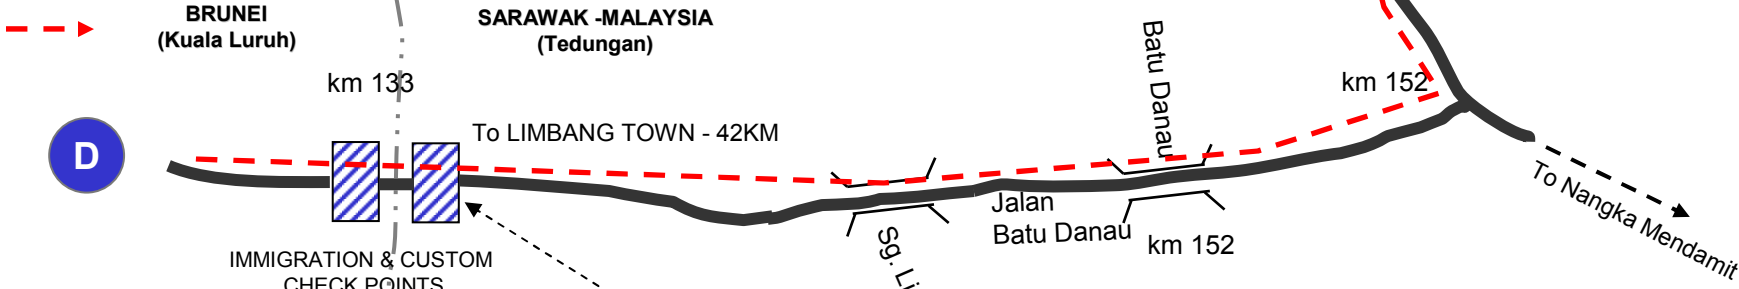 BRUNEI
(Kuala Luruh)
SARAWAK -MALAYSIA
(Tedungan)
km 133
Batu Danau
km 152
D
To LIMBANG TOWN - 42KM
To Nangka Mendamit
Jalan
Batu Danau
km 152
Sg.
IMMIGRATION & CUSTOM
CHECK POINTS